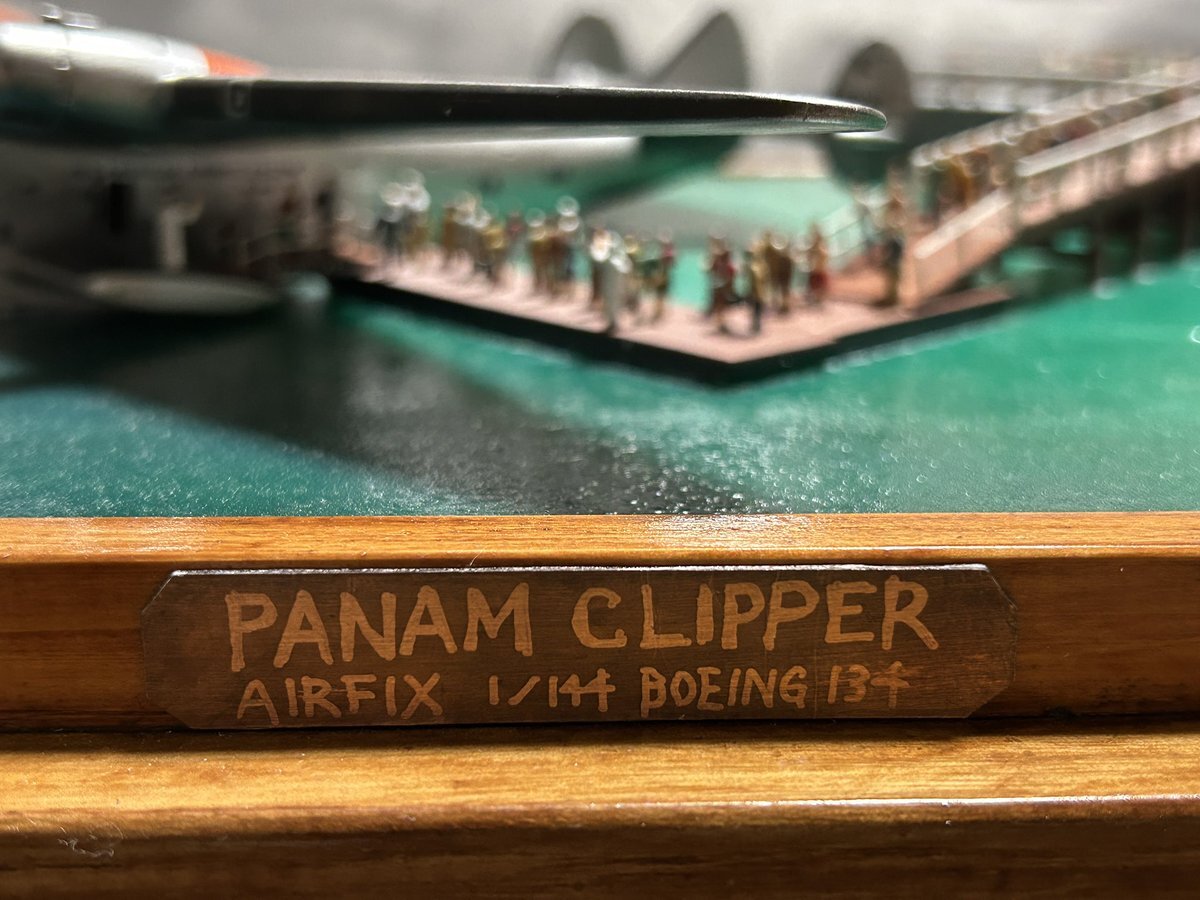 PANAM CLIPPER
AIRFIX 1/144 BOEING 134